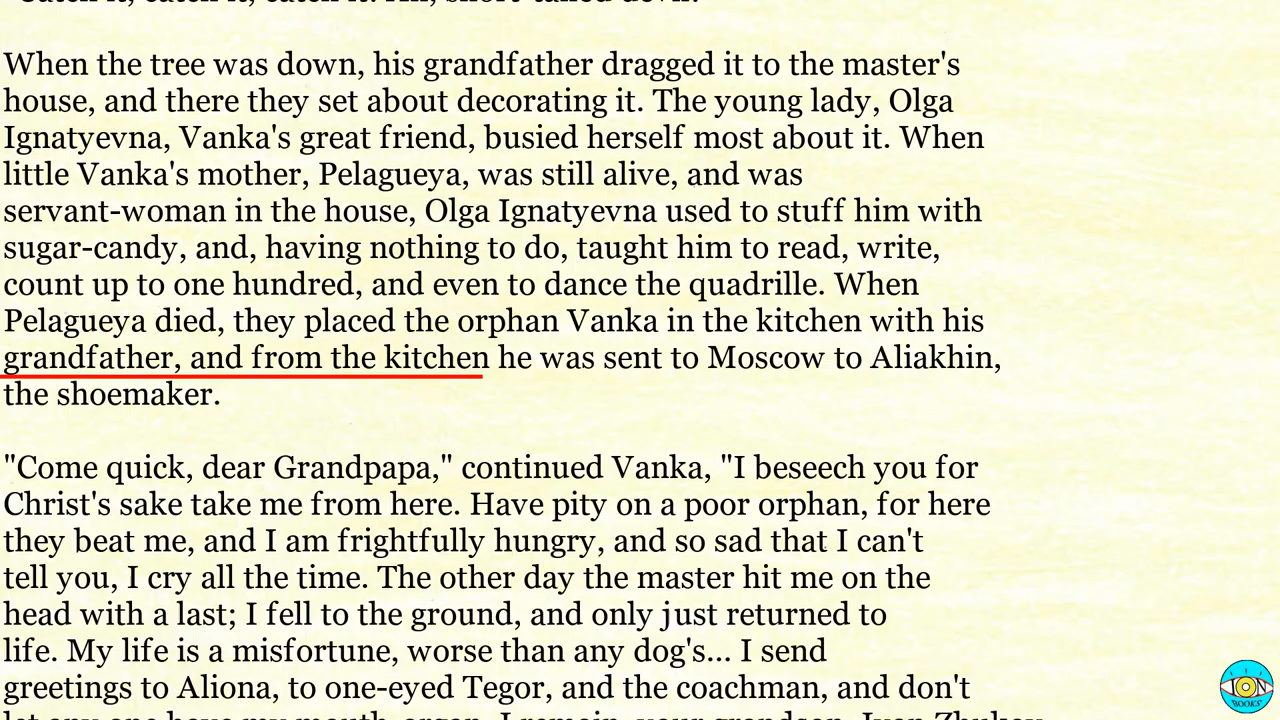 When the tree was down, his grandfather dragged it to the master's
house, and there they set about decorating it. The young lady, Olga
Ignatyevna, Vanka's great friend, busied herself most about it. When
little Vanka's mother, Pelagueya, was still alive, and was
servant-woman in the house, Olga Ignatyevna used to stuff him with
sugar-candy, and, having nothing to do, taught him to read, write,
count up to one hundred, and even to dance the quadrille. When
Pelagueya died, they placed the orphan Vanka in the kitchen with his
grandfather, and from the kitchen he was sent to Moscow to Aliakhin,
the shoemaker.
"Come quick, dear Grandpapa," continued Vanka, "I beseech you for
Christ's sake take me from here. Have pity on a poor orphan, for here
they beat me, and I am frightfully hungry, and so sad that I can't
tell you, I cry all the time. The other day the master hit me on the
head with a last; I fell to the ground, and only just returned to
life. My life is a misfortune, worse than any dog's... I send
greetings to Aliona, to one-eyed Tegor, and the coachman, and don't
ION
BOOKS